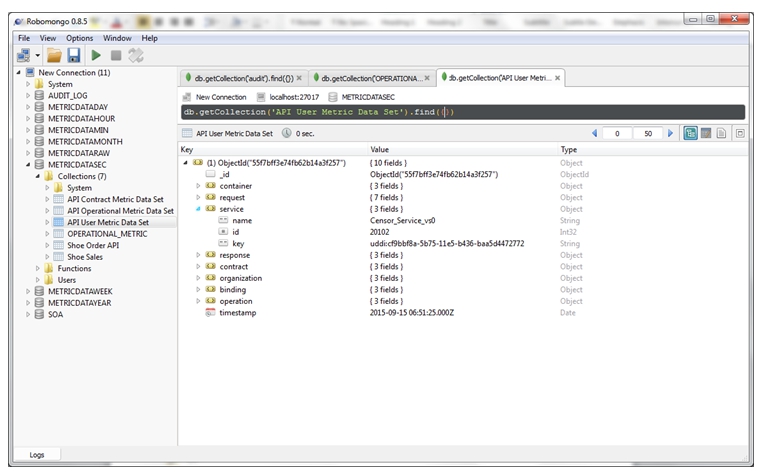 Robomongo 0.8.5
File View Options Window Help
New Connection (11)
System
AUDIT_LOG
METRICDATADAY
METRICDATAHOUR
METRICDATAMIN
METRICDATAMONTH
METRICDATARAW
METRICDATASEC
Collections (7)
System
API Contract Metric Data Set
API Operational Metric Data Set
API User Metric Data Set
OPERATIONAL_METRIC
Shoe Order API
Shoe Sales
Functions
Users
METRICDATAWEEK
METRICDATAYEAR
SOA
db.getCollection('audit').find({}) db.getCollection('OPERATIONA... db.getCollection('API User Metri...
New Connection localhost:27017 METRICDATASEC
db.getCollection('API User Metric Data Set').find({})
API User Metric Data Set 0 sec. 0 50
Key Value Type
(1) ObjectId("55f7bff3e74fb62b14a3f257") { 10 fields } Object
_id ObjectId("55f7bff3e74fb62b14a3f257") ObjectId
container { 3 fields } Object
request { 7 fields } Object
service { 3 fields } Object
name Censor_Service_vs0 String
id 20102 Int32
key uddi:cf9bbf8a-5b75-11e5-b436-baa5d4472772 String
response { 3 fields } Object
contract { 3 fields } Object
organization { 3 fields } Object
binding { 3 fields } Object
operation { 3 fields } Object
timestamp 2015-09-15 06:51:25.000Z Date
Logs